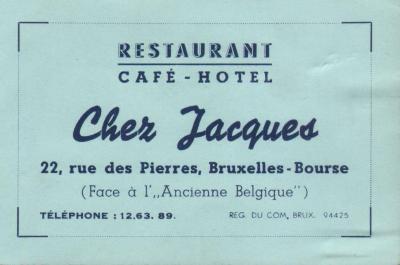 RESTAURANT
CAFÉ - HOTEL
Chez Jacques
22, rue des Pierres, Bruxelles-Bourse
(Face à l',,Ancienne Belgique")
TÉLÉPHONE : 12.63. 89.
REG. DU COM, BRUX. 94425